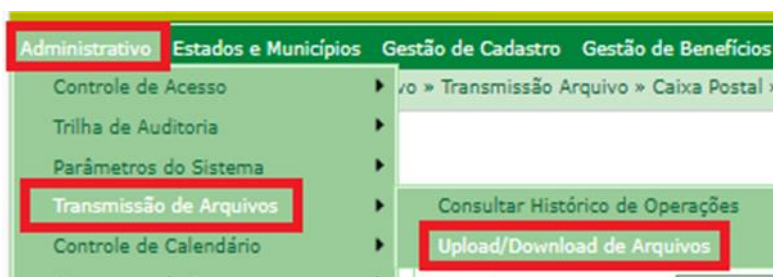 Administrativo Estados e Municípios Gestão de Cadastro Gestão de Benefícios
Controle de Acesso
vo » Transmissão Arquivo » Caixa Postal »
Trilha de Auditoria
Parâmetros do Sistema
Transmissão de Arquivos
Consultar Histórico de Operações
Controle de Calendário
Upload/Download de Arquivos